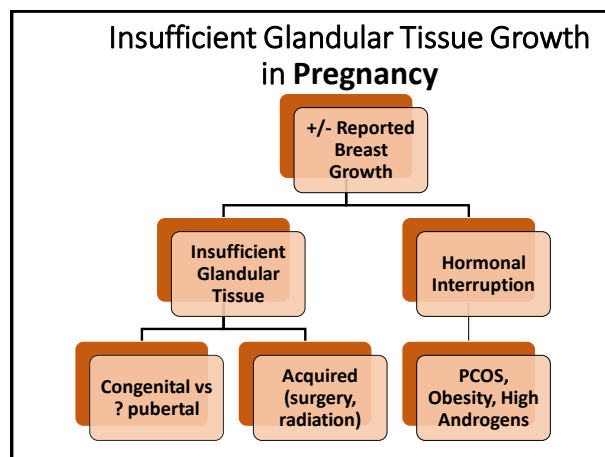 Insufficient Glandular Tissue Growth
in Pregnancy
+/- Reported
Breast
Growth
Insufficient
Glandular
Tissue
Hormonal
Interruption
Congenital vs
? pubertal
Acquired
(surgery,
radiation)
PCOS,
Obesity, High
Androgens